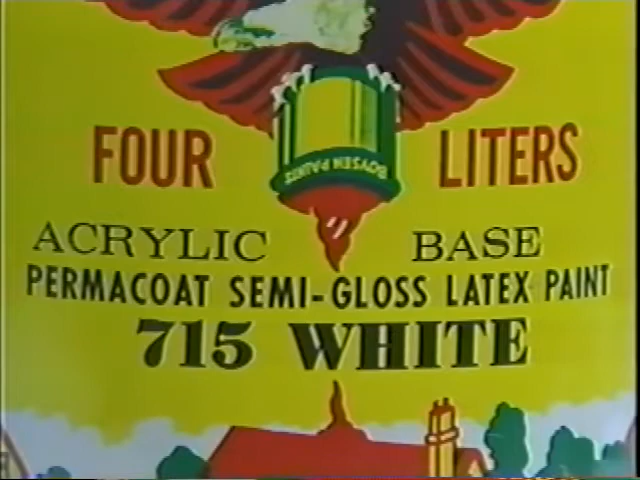 BOYSEN PAINTS
FOUR LITERS
ACRYLIC BASE
PERMACOAT SEMI-GLOSS LATEX PAINT
715 WHITE